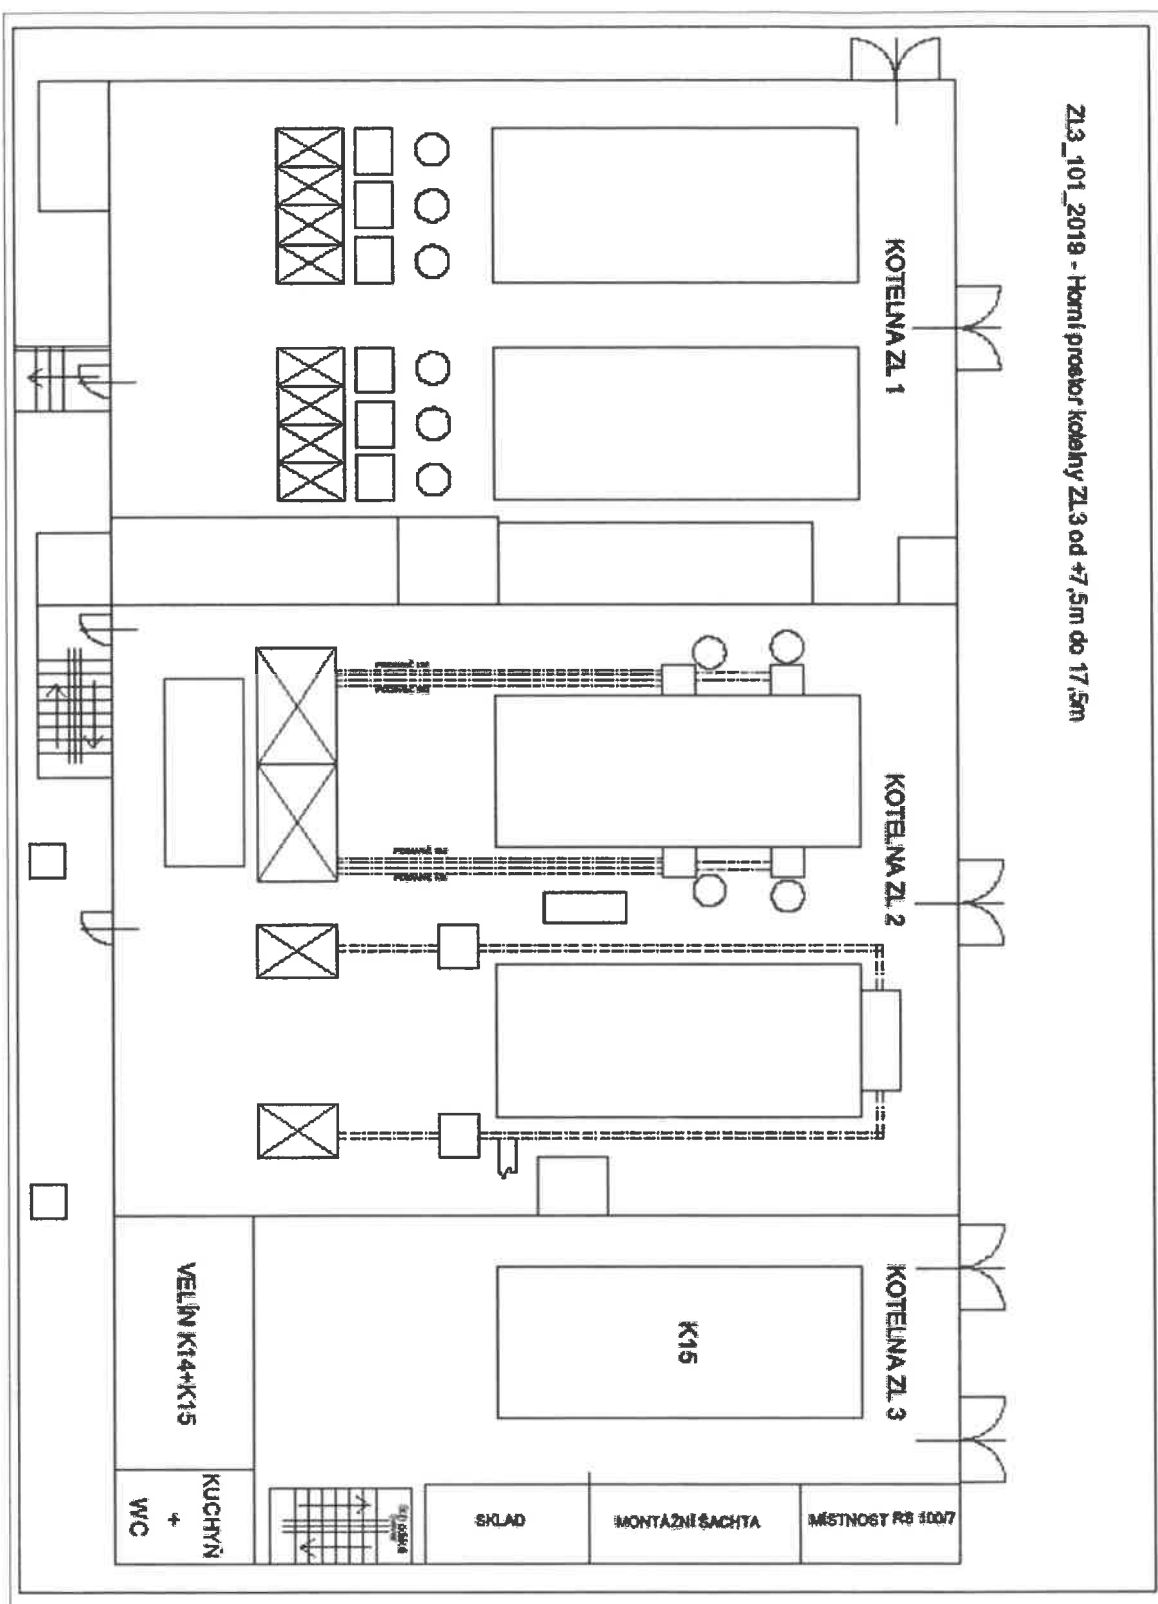 ZL3_101_2019 - Horní prostor kotelny ZL3 od +7,5m do 17,5m
KOTELNA ZL 1
KOTELNA ZL 2
KOTELNA ZL 3
K15
VELÍN K14+K15
KUCHYŇ
+
WC
SKLAD
MONTÁŽNÍ ŠACHTA
MÍSTNOST RS 100/7